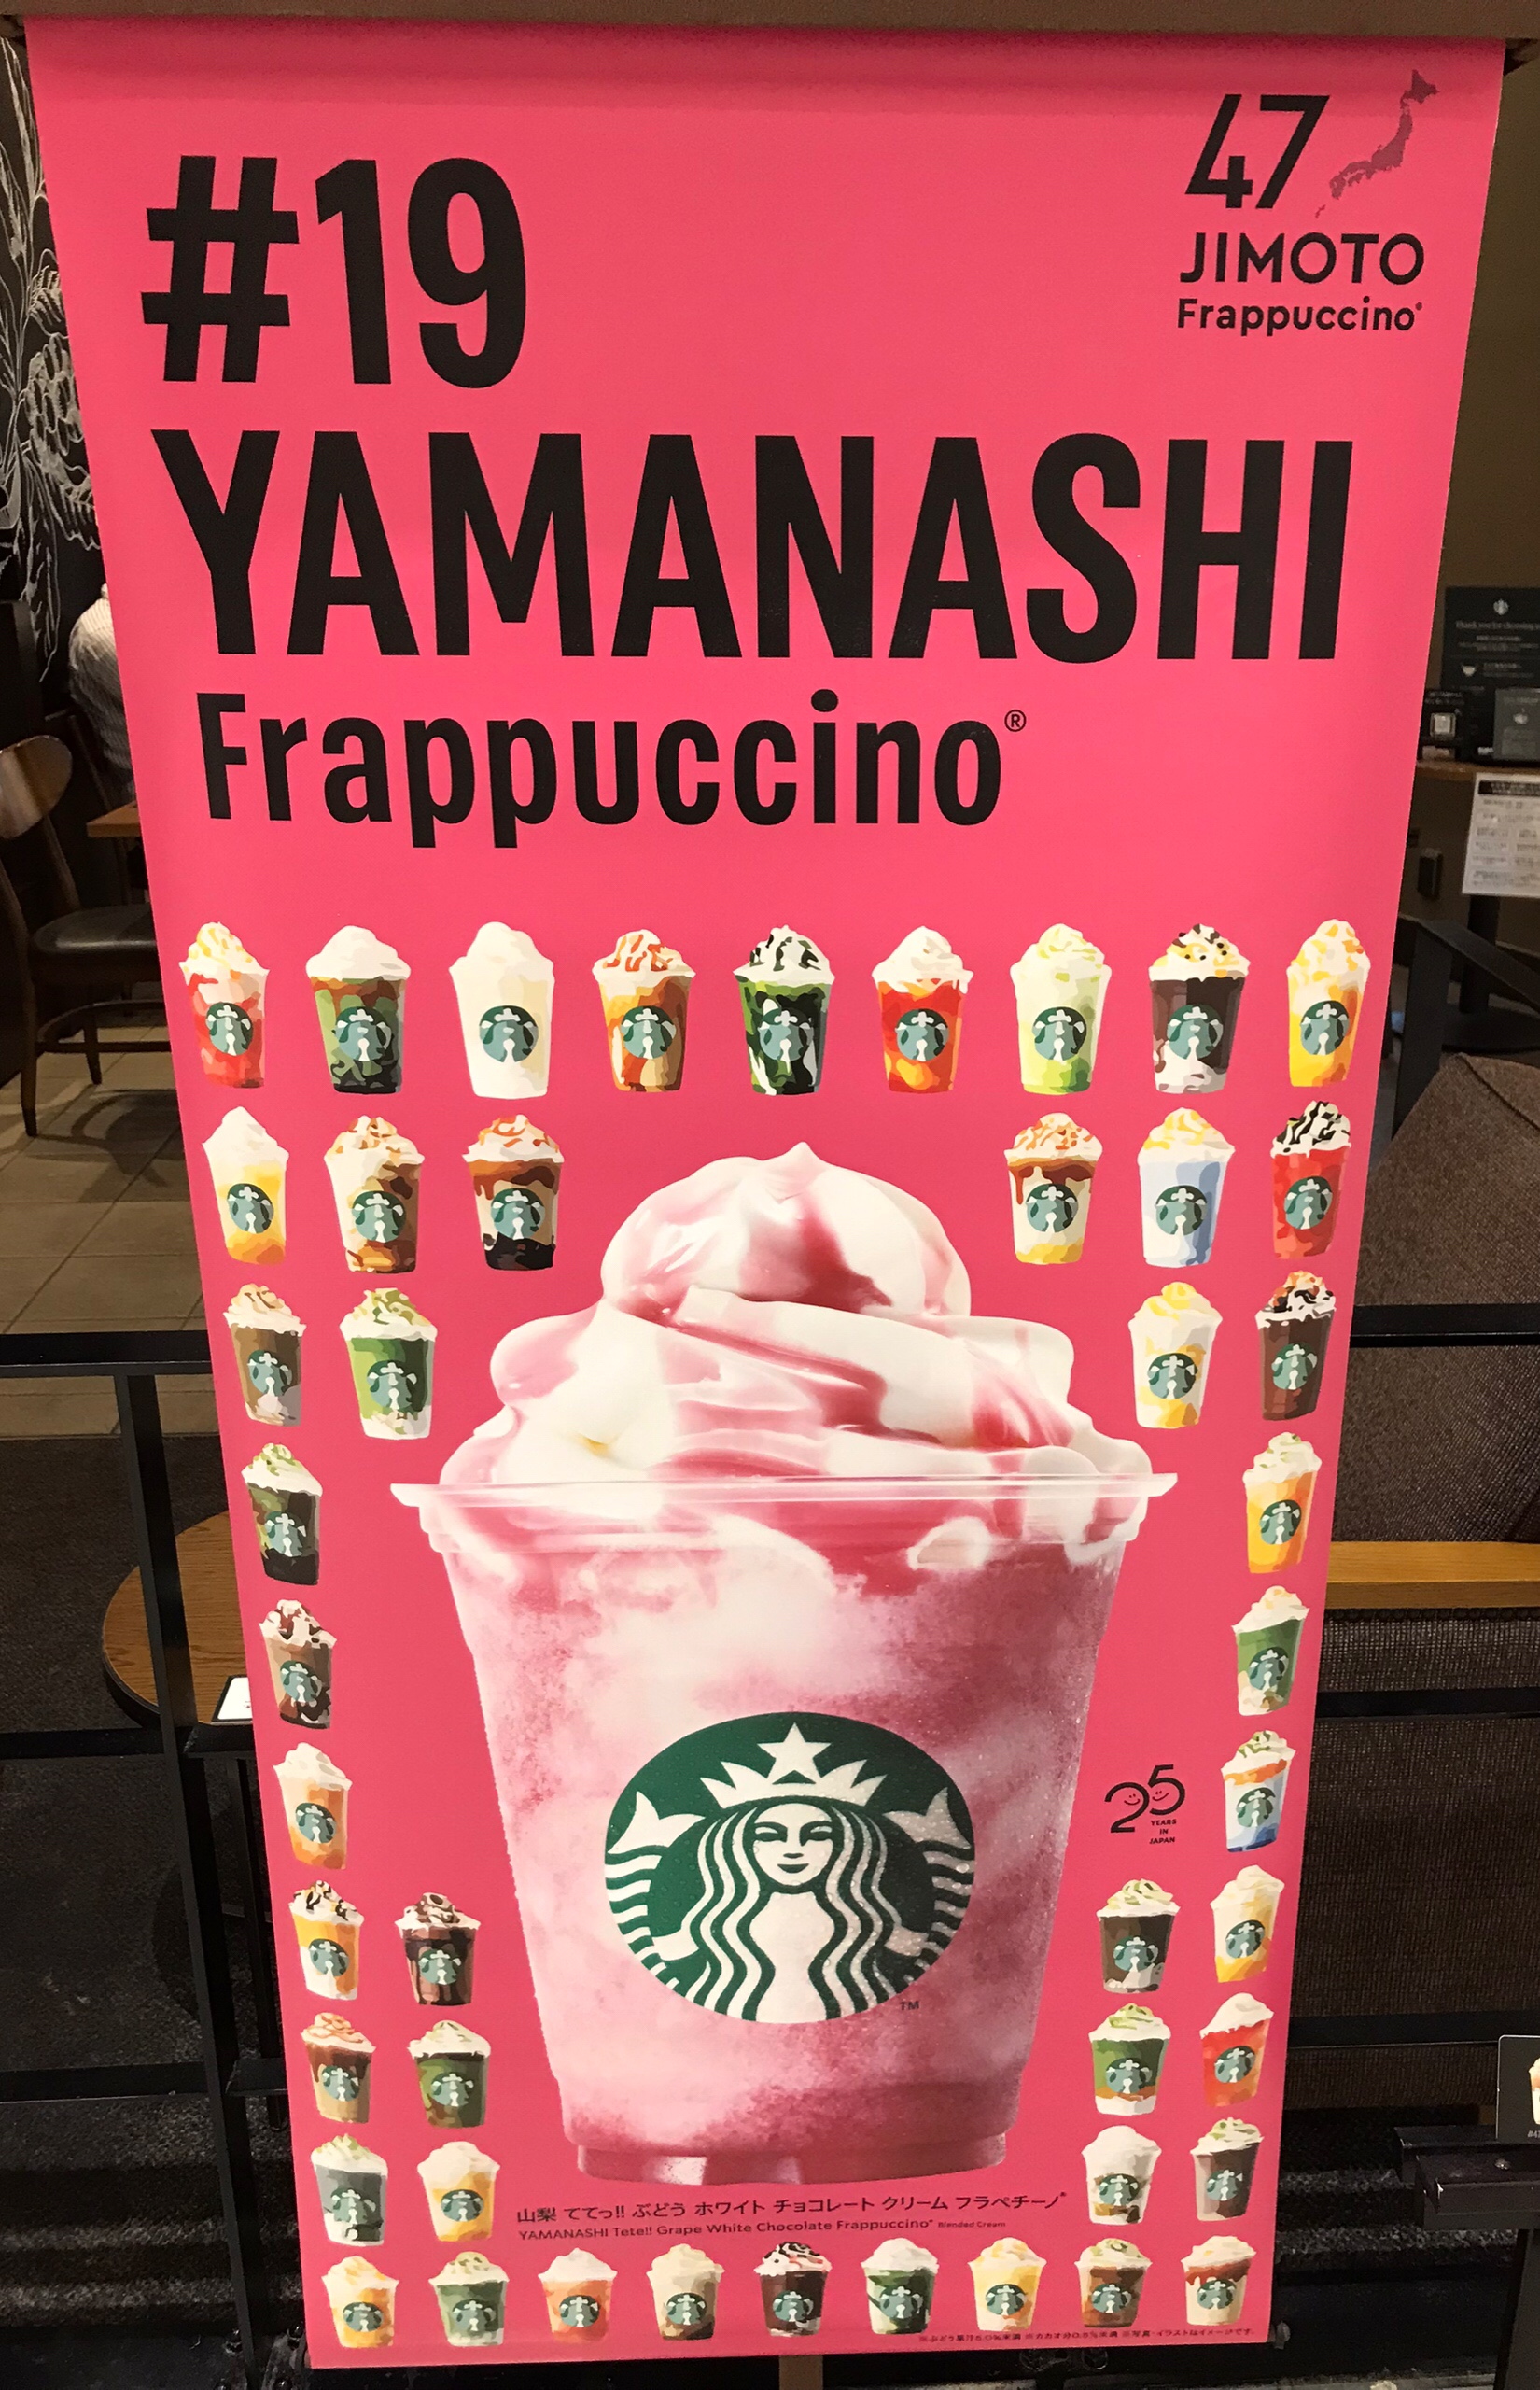 47
JIMOTO
Frappuccino®
#19
YAMANASHI
Frappuccino®
25
YEARS
IN
JAPAN
TM
山梨 ててっ!! ぶどう ホワイト チョコレート クリーム フラペチーノ®
YAMANASHI Tete!! Grape White Chocolate Frappuccino® Blended Cream